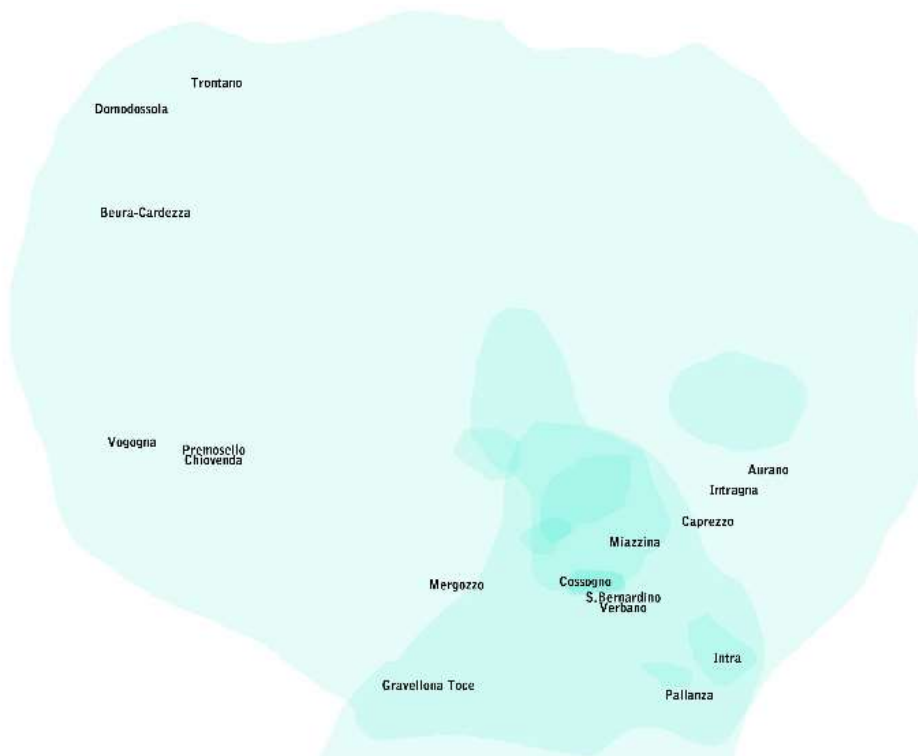 Trontano
Domodossola
Beura-Cardezza
Vogogna
Premosello
Chiovenda
Aurano
Intragna
Caprezzo
Miazzina
Mergozzo
Cossogno
S.Bernardino
Verbano
Intra
Gravellona Toce
Pallanza